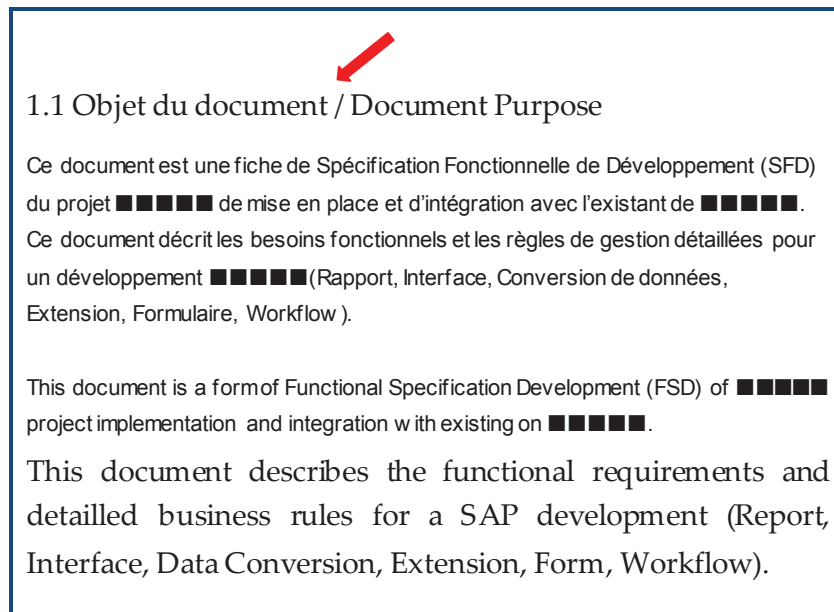 1.1 Objet du document / Document Purpose
Ce document est une fiche de Spécification Fonctionnelle de Développement (SFD)
du projet ■■■■■ de mise en place et d'intégration avec l'existant de ■■■■■.
Ce document décrit les besoins fonctionnels et les règles de gestion détaillées pour
un développement ■■■■■(Rapport, Interface, Conversion de données,
Extension, Formulaire, Workflow ).
This document is a form of Functional Specification Development (FSD) of ■■■■■
project implementation and integration with existing on ■■■■■.
This document describes the functional requirements and
detailled business rules for a SAP development (Report,
Interface, Data Conversion, Extension, Form, Workflow).